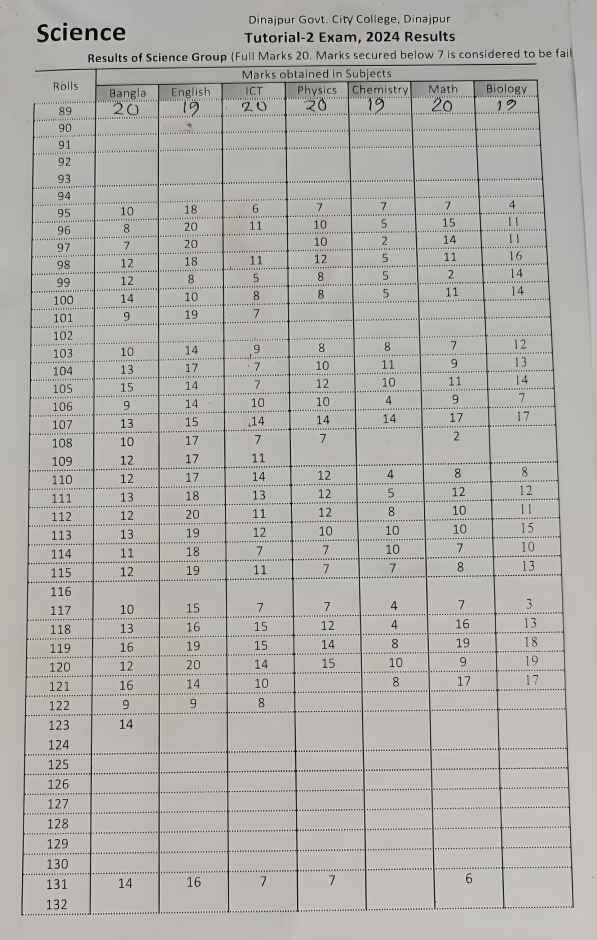 Dinajpur Govt. City College, Dinajpur
Science
Tutorial-2 Exam, 2024 Results
Results of Science Group (Full Marks 20. Marks secured below 7 is considered to be fail
Rolls Marks obtained in Subjects
Bangla English ICT Physics Chemistry Math Biology
89 20 19 20 20 19 20 19
90
91
92
93
94
95 10 18 6 7 7 7 4
96 8 20 11 10 5 15 11
97 7 20 10 2 14 11
98 12 18 11 12 5 11 16
99 12 8 5 8 5 2 14
100 14 10 8 8 5 11 14
101 9 19 7
102
103 10 14 9 8 8 7 12
104 13 17 7 10 11 9 13
105 15 14 7 12 10 11 14
106 9 14 10 10 4 9 7
107 13 15 14 14 14 17 17
108 10 17 7 7 2
109 12 17 11
110 12 17 14 12 4 8 8
111 13 18 13 12 5 12 12
112 12 20 11 12 8 10 11
113 13 19 12 10 10 10 15
114 11 18 7 7 10 7 10
115 12 19 11 7 7 8 13
116
117 10 15 7 7 4 7 3
118 13 16 15 12 4 16 13
119 16 19 15 14 8 19 18
120 12 20 14 15 10 9 19
121 16 14 10 8 17 17
122 9 9 8
123 14
124
125
126
127
128
129
130
131 14 16 7 7 6
132